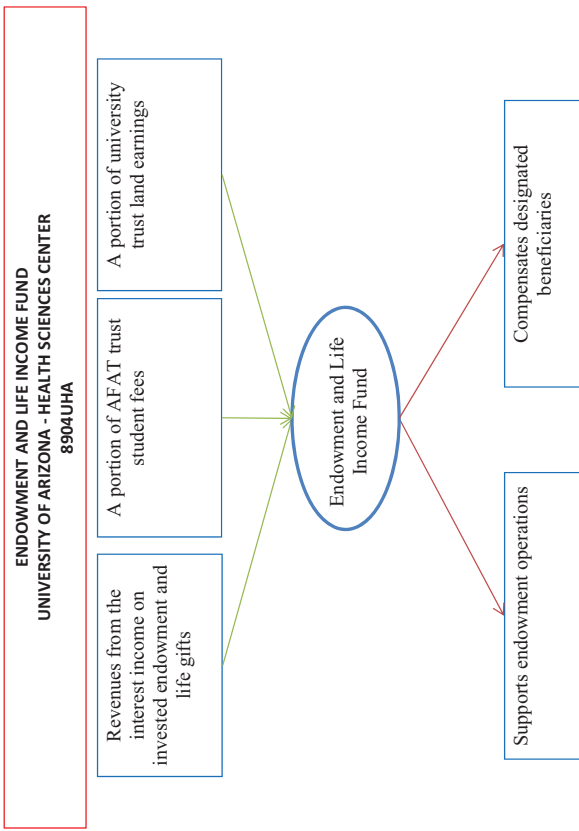 ENDOWMENT AND LIFE INCOME FUND
UNIVERSITY OF ARIZONA - HEALTH SCIENCES CENTER
8904UHA
Revenues from the
interest income on
invested endowment and
life gifts
A portion of AFAT trust
student fees
A portion of university
trust land earnings
Endowment and Life
Income Fund
Supports endowment operations
Compensates designated
beneficiaries